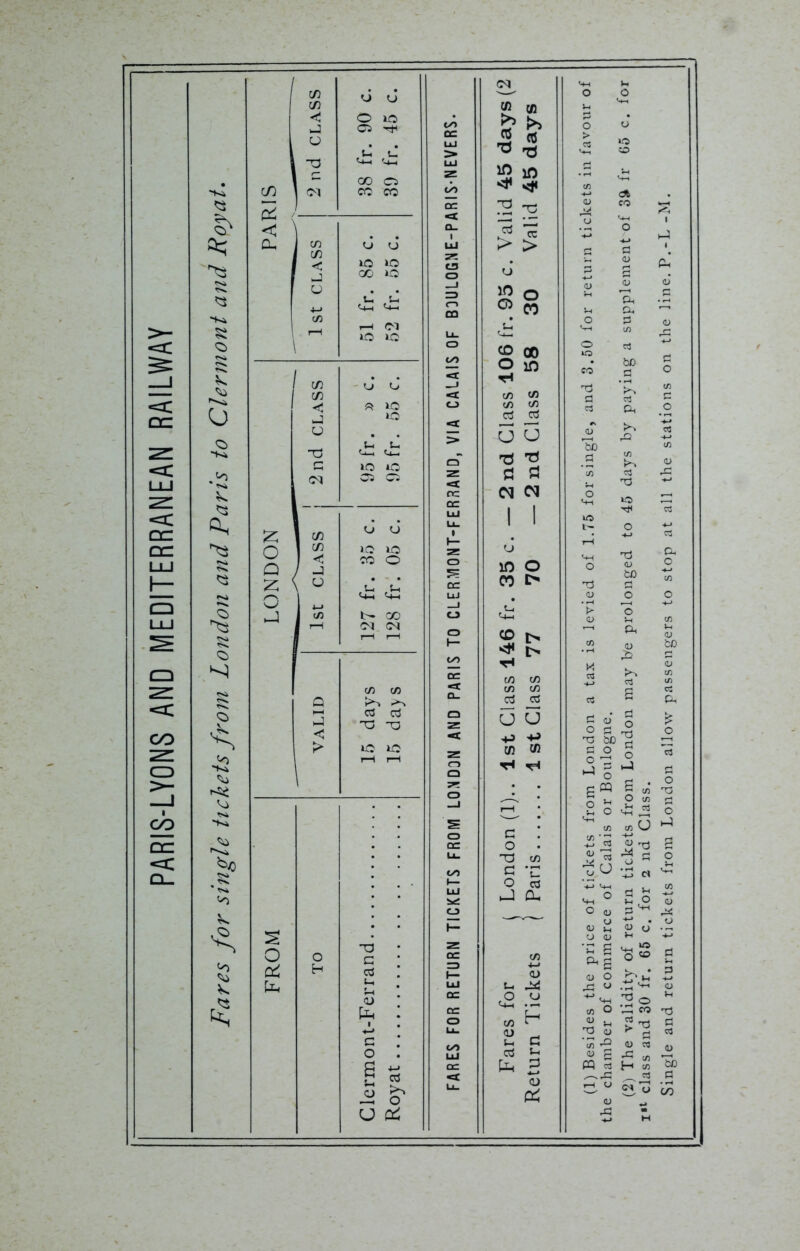 PARIS-LYONS AND MEDITERRANEAN RAILWAY
Fares for single tickets from London and Paris to Clermont and Royat.
FROM LONDON PARIS
TO VALID 1st CLASS 2nd CLASS 1st CLASS 2nd CLASS
Clermont-Ferrand 15 days 127 fr. 35 c. 95 fr. » c. 51 fr. 85 c. 38 fr. 90 c.
Royat 15 days 128 fr. 05 c. 95 fr. 55 c. 52 fr. 55 c. 39 fr. 45 c.
FARES FOR RETURN TICKETS FROM LONDON AND PARIS TO CLERMONT-FERRAND, VIA CALAIS OF BOULOGNE-PARIS-NEVERS.
Fares for { London (1).. 1st Class 146 fr. 35 c. — 2nd Class 106 fr. 95 c. Valid 45 days (2
Return Tickets { Paris........ 1st Class 77 70 — 2nd Class 58 30 Valid 45 days
(1) Besides the price of tickets from London a tax is levied of 1.75 for single, and 3.50 for return tickets in favour of
the chamber of commerce of Calais or Boulogne.
(2) The validity of return tickets from London may be prolonged to 45 days by paying a supplement of 39 fr 65 c. for
1st class and 30 fr. 65 c. for 2nd Class.
Single and return tickets from London allow passengers to stop at all the stations on the line. P.-L-M.